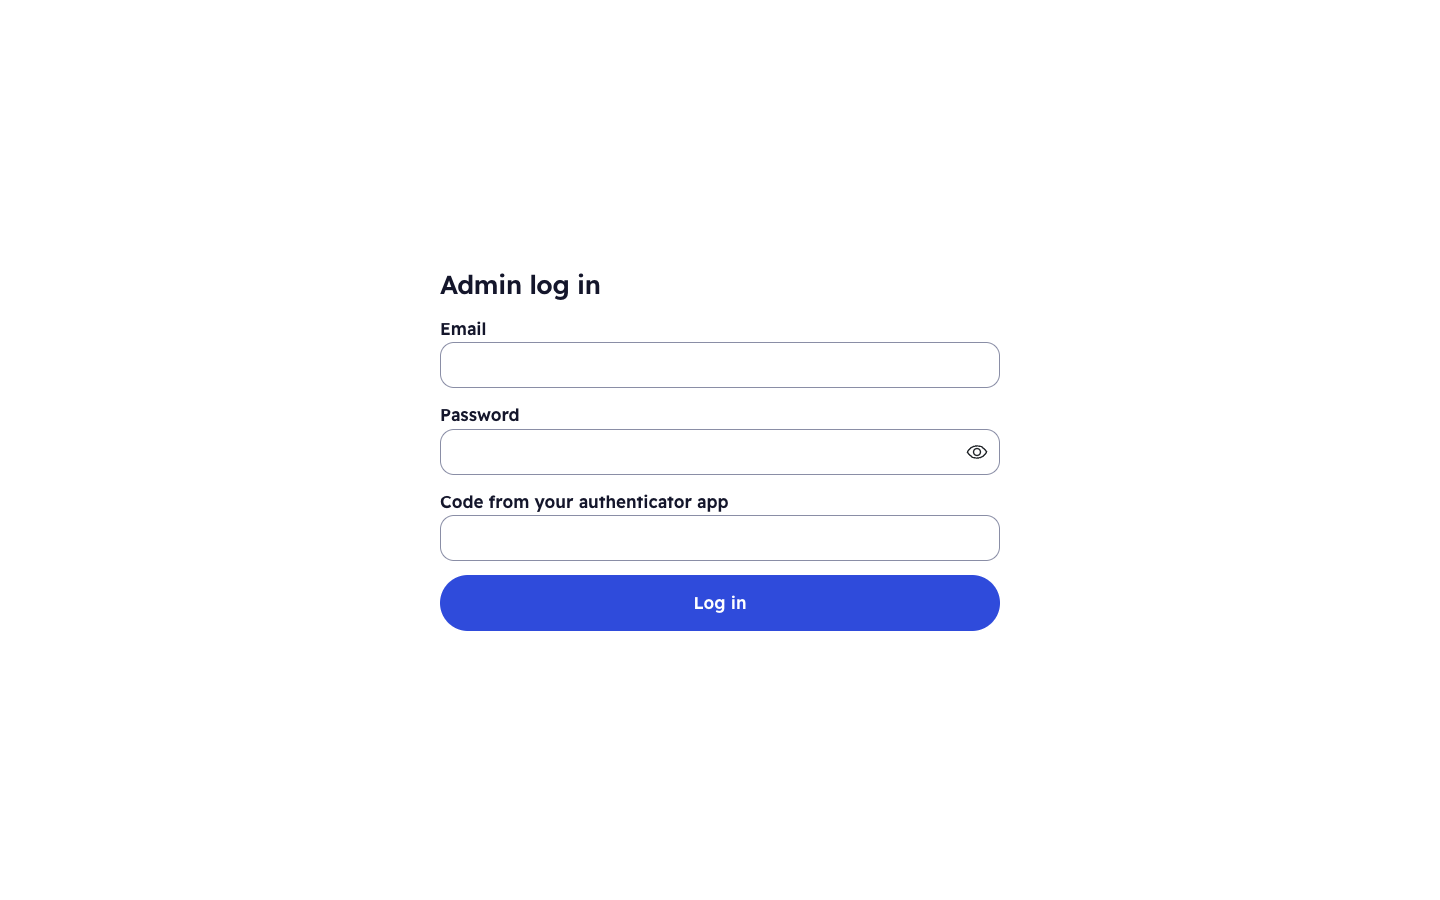 Admin log in
Email
Password
Code from your authenticator app
Log in